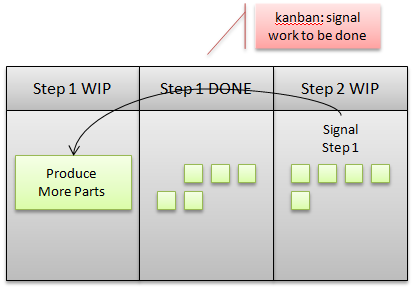 kanban: signal
work to be done
Step 1 WIP
Step 1 DONE
Step 2 WIP
Signal
Step 1
Produce
More Parts